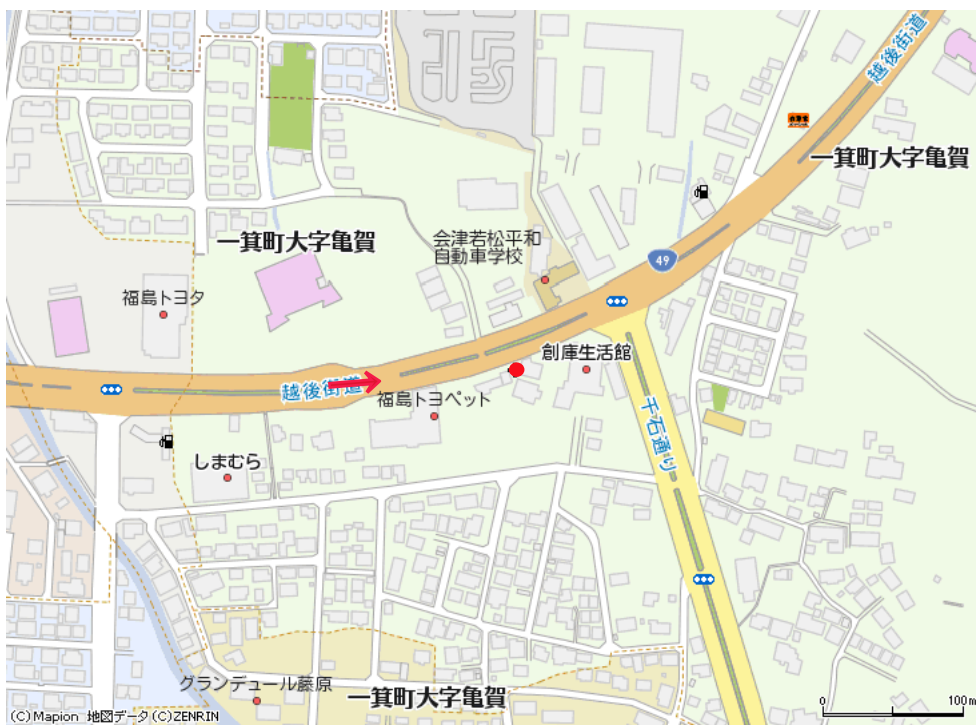 越後街道
一箕町大字亀賀
一箕町大字亀賀
会津若松平和
自動車学校
49
福島トヨタ
創庫生活館
越後街道
福島トヨペット
千石通り
しまむら
グランデュール藤原
一箕町大字亀賀
0
100m
(C) Mapion 地図データ (C)ZENRIN